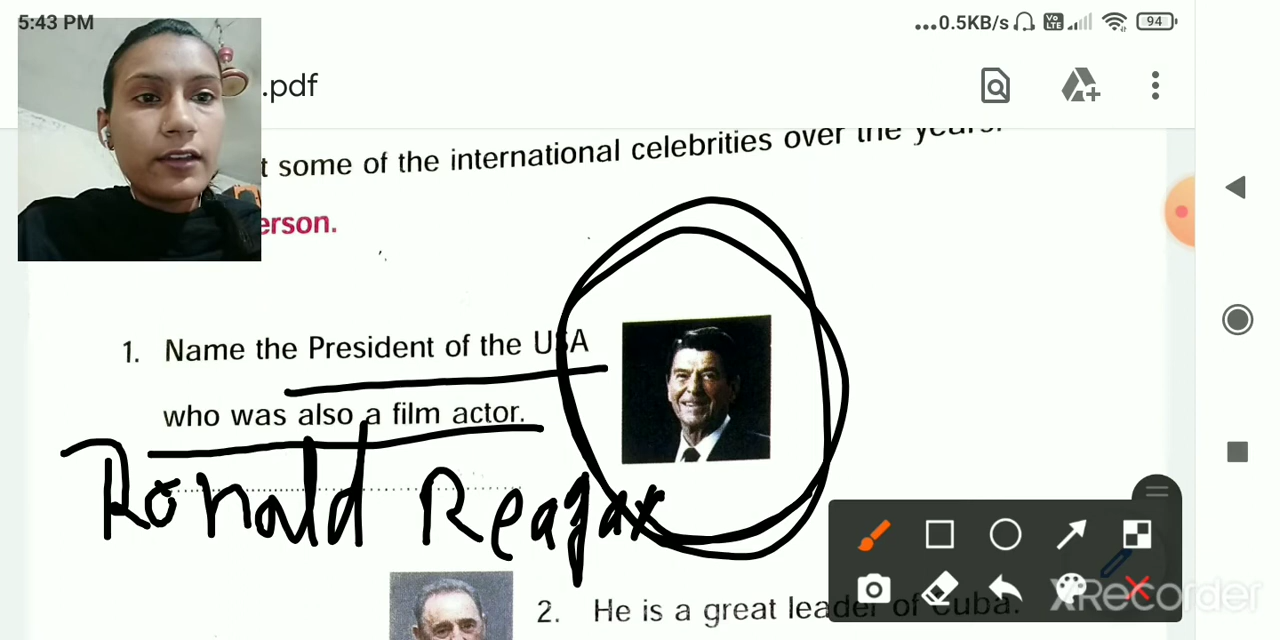 5:43 PM
...0.5KB/s Vo LTE 94
.pdf
t some of the international celebrities over the years.
erson.
1. Name the President of the USA
who was also a film actor.
Ronald Reagan
2. He is a great leader of Cuba.
XRecorder